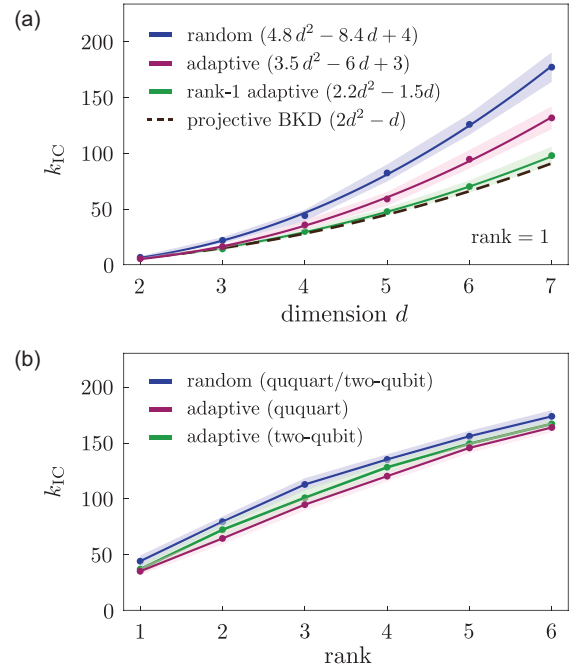 (a)
random (4.8 d² − 8.4 d + 4)
adaptive (3.5 d² − 6 d + 3)
rank-1 adaptive (2.2d² − 1.5d)
projective BKD (2d² − d)
200
150
100
50
0
k_IC
rank = 1
2 3 4 5 6 7
dimension d
(b)
random (ququart/two-qubit)
adaptive (ququart)
adaptive (two-qubit)
200
150
100
50
0
k_IC
1 2 3 4 5 6
rank